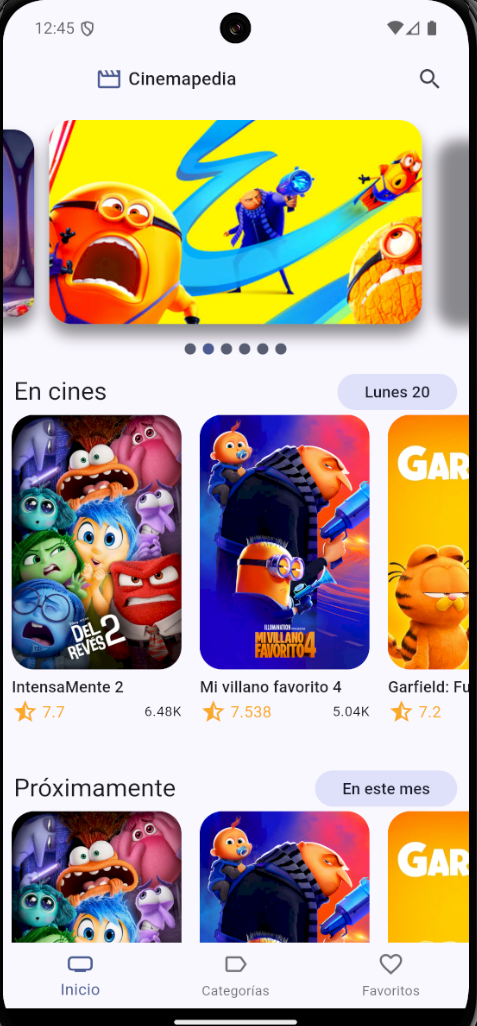 12:45
Cinemapedia
En cines
Lunes 20
DEL
REVÉS 2
ILLUMINATION
MI VILLANO
FAVORITO 4
GAR
IntensaMente 2
Mi villano favorito 4
Garfield: Fu
7.7
6.48K
7.538
5.04K
7.2
Próximamente
En este mes
GAR
Inicio
Categorías
Favoritos